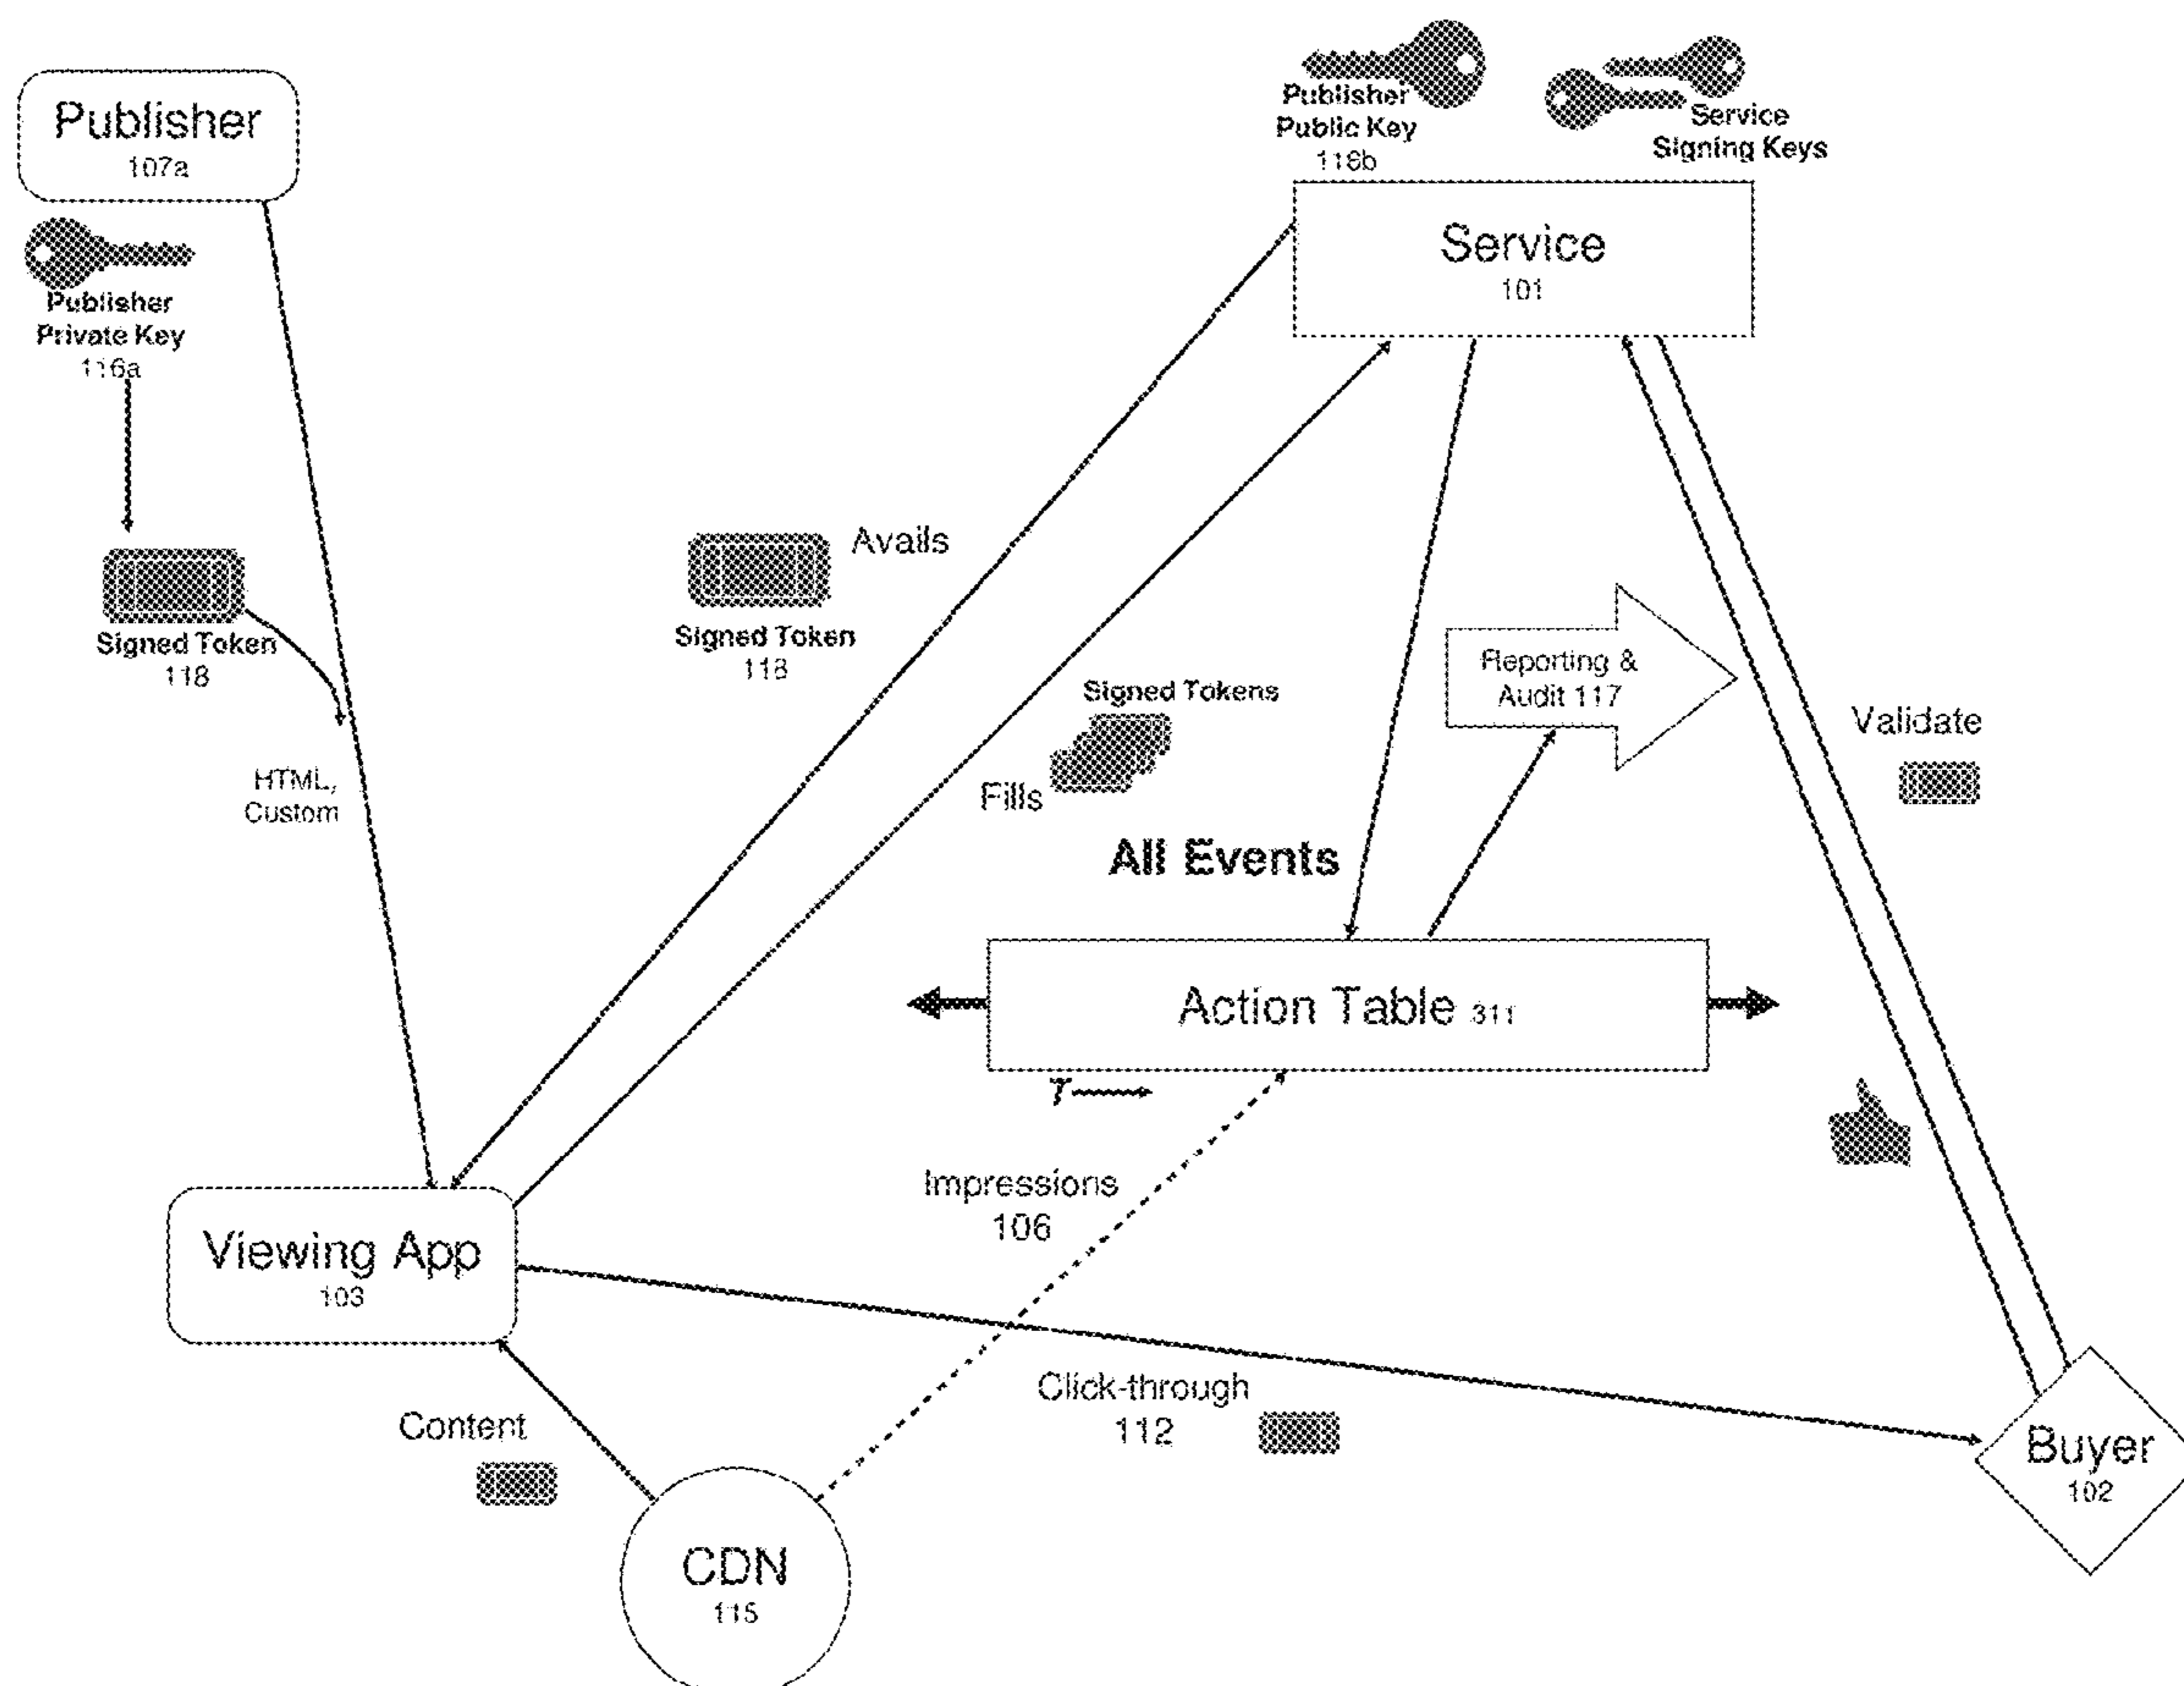 Publisher
107a
Publisher
Private Key
116a
Signed Token
118
HTML,
Custom
Publisher
Public Key
116b
Service
Signing Keys
Service
101
Avails
Signed Token
118
Signed Tokens
Fills
Reporting &
Audit 117
Validate
All Events
Action Table 311
T
Impressions
106
Viewing App
103
Click-through
112
Content
CDN
115
Buyer
102